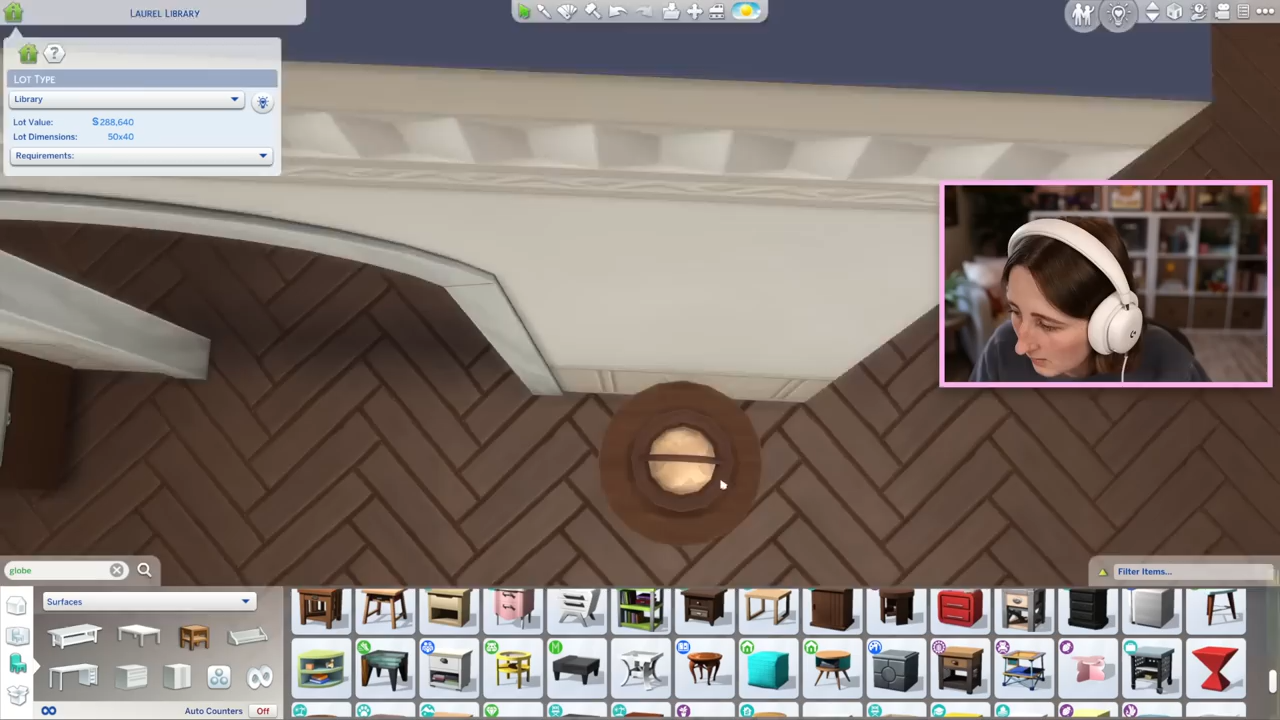 LAUREL LIBRARY
LOT TYPE
Library
Lot Value: §288,640
Lot Dimensions: 50x40
Requirements:
globe
Filter Items...
Surfaces
Auto Counters Off